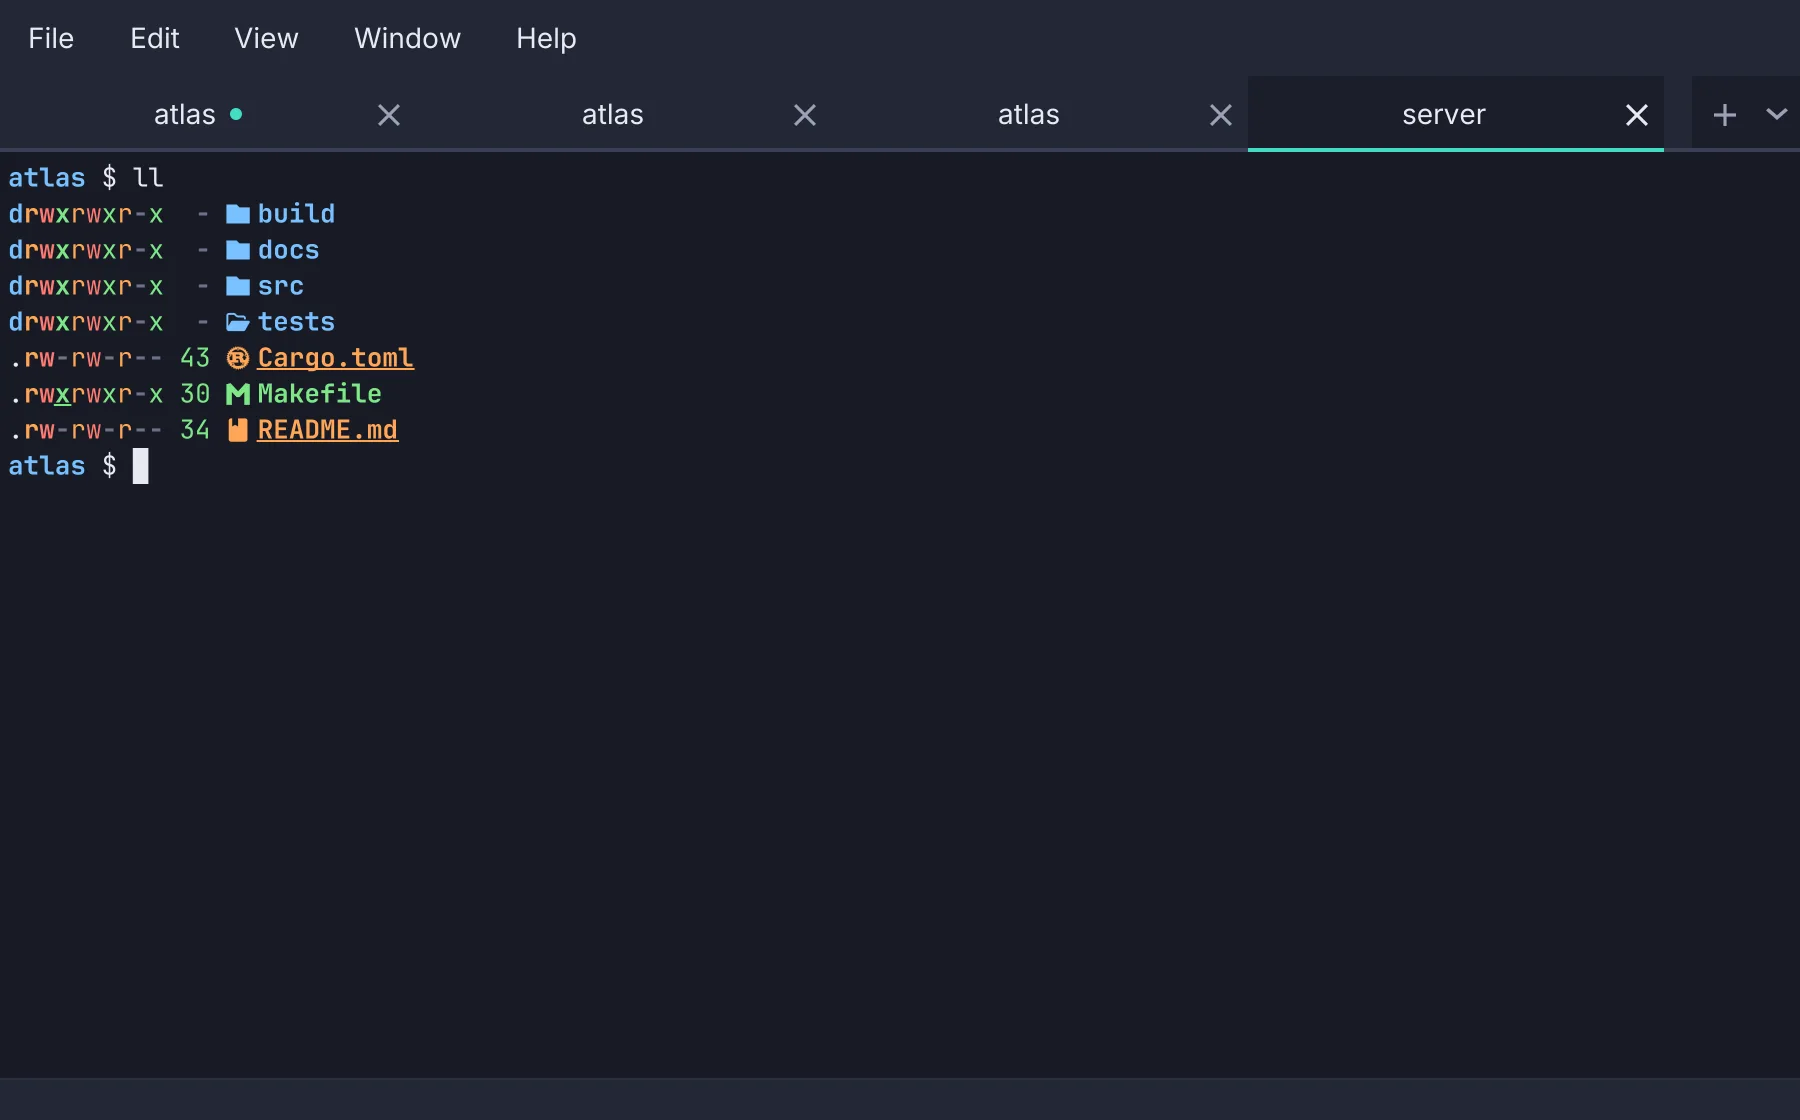 File Edit View Window Help
atlas atlas atlas server
atlas $ ll
drwxrwxr-x - build
drwxrwxr-x - docs
drwxrwxr-x - src
drwxrwxr-x - tests
.rw-rw-r-- 43 Cargo.toml
.rwxrwxr-x 30 Makefile
.rw-rw-r-- 34 README.md
atlas $